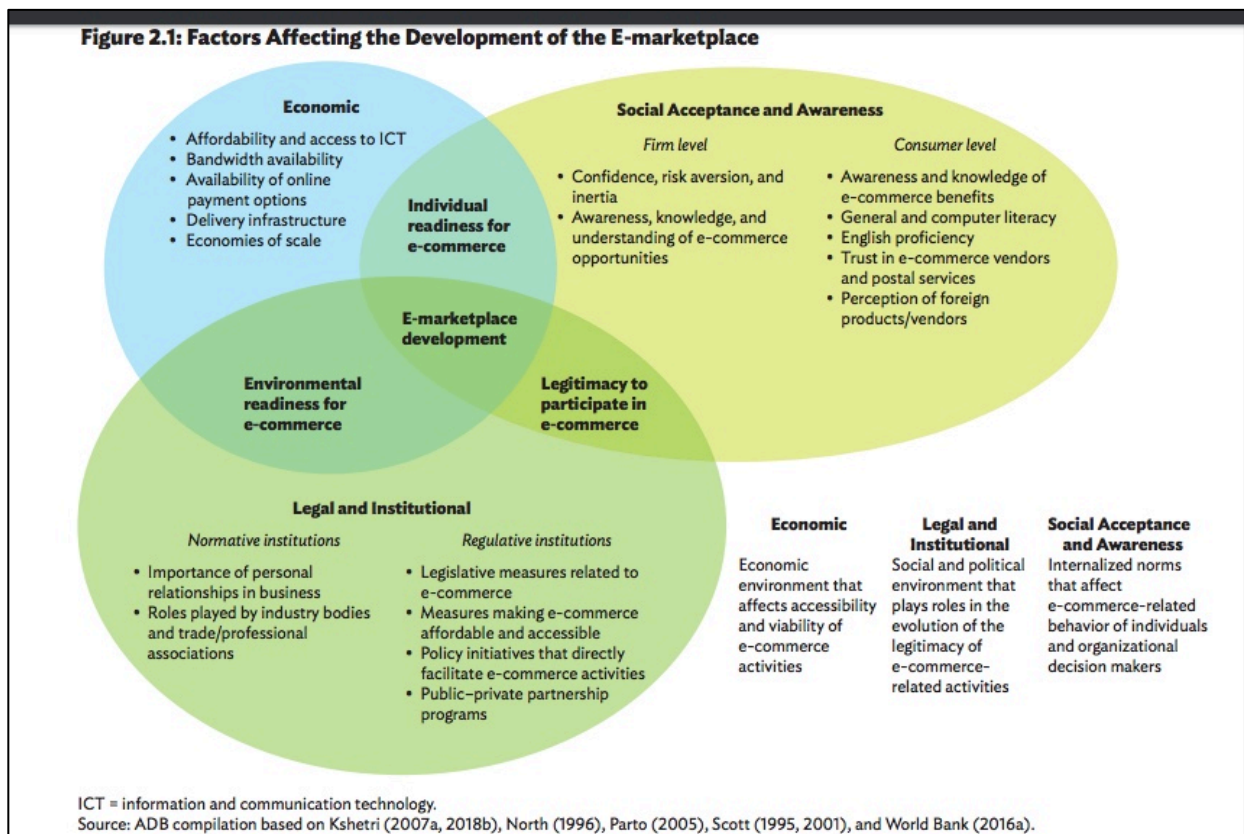 Figure 2.1: Factors Affecting the Development of the E-marketplace
Economic
• Affordability and access to ICT
• Bandwidth availability
• Availability of online
payment options
• Delivery infrastructure
• Economies of scale
Individual
readiness for
e-commerce
Social Acceptance and Awareness
Firm level
• Confidence, risk aversion, and
inertia
• Awareness, knowledge, and
understanding of e-commerce
opportunities
Consumer level
• Awareness and knowledge of
e-commerce benefits
• General and computer literacy
• English proficiency
• Trust in e-commerce vendors
and postal services
• Perception of foreign
products/vendors
E-marketplace
development
Environmental
readiness for
e-commerce
Legitimacy to
participate in
e-commerce
Legal and Institutional
Normative institutions
• Importance of personal
relationships in business
• Roles played by industry bodies
and trade/professional
associations
Regulative institutions
• Legislative measures related to
e-commerce
• Measures making e-commerce
affordable and accessible
• Policy initiatives that directly
facilitate e-commerce activities
• Public–private partnership
programs
Economic
Economic
environment that
affects accessibility
and viability of
e-commerce
activities
Legal and
Institutional
Social and political
environment that
plays roles in the
evolution of the
legitimacy of
e-commerce-
related activities
Social Acceptance
and Awareness
Internalized norms
that affect
e-commerce-related
behavior of individuals
and organizational
decision makers
ICT = information and communication technology.
Source: ADB compilation based on Kshetri (2007a, 2018b), North (1996), Parto (2005), Scott (1995, 2001), and World Bank (2016a).